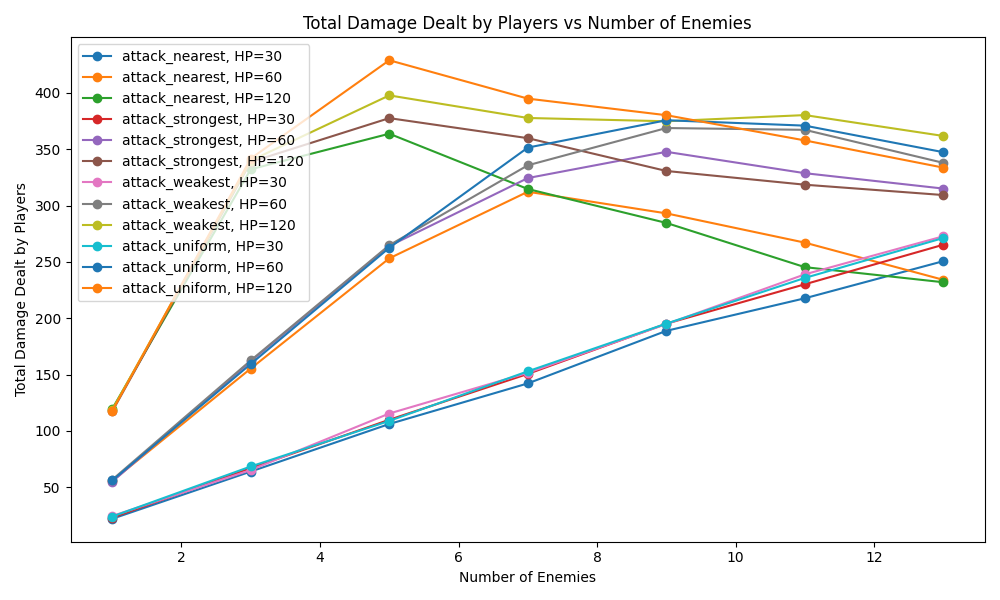 Total Damage Dealt by Players vs Number of Enemies
attack_nearest, HP=30
attack_nearest, HP=60
attack_nearest, HP=120
attack_strongest, HP=30
attack_strongest, HP=60
attack_strongest, HP=120
attack_weakest, HP=30
attack_weakest, HP=60
attack_weakest, HP=120
attack_uniform, HP=30
attack_uniform, HP=60
attack_uniform, HP=120
Total Damage Dealt by Players
400
350
300
250
200
150
100
50
2 4 6 8 10 12
Number of Enemies